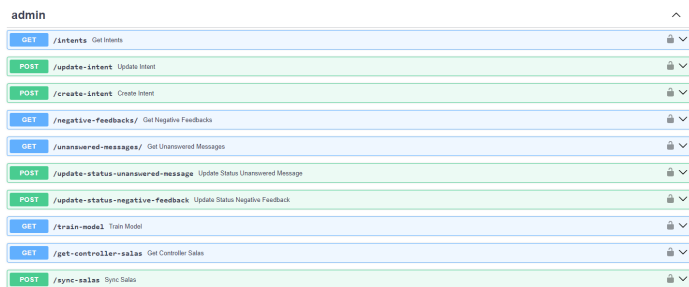 admin
GET /intents Get Intents
POST /update-intent Update Intent
POST /create-intent Create Intent
GET /negative-feedbacks/ Get Negative Feedbacks
GET /unanswered-messages/ Get Unanswered Messages
POST /update-status-unanswered-message Update Status Unanswered Message
POST /update-status-negative-feedback Update Status Negative Feedback
GET /train-model Train Model
GET /get-controller-salas Get Controller Salas
POST /sync-salas Sync Salas